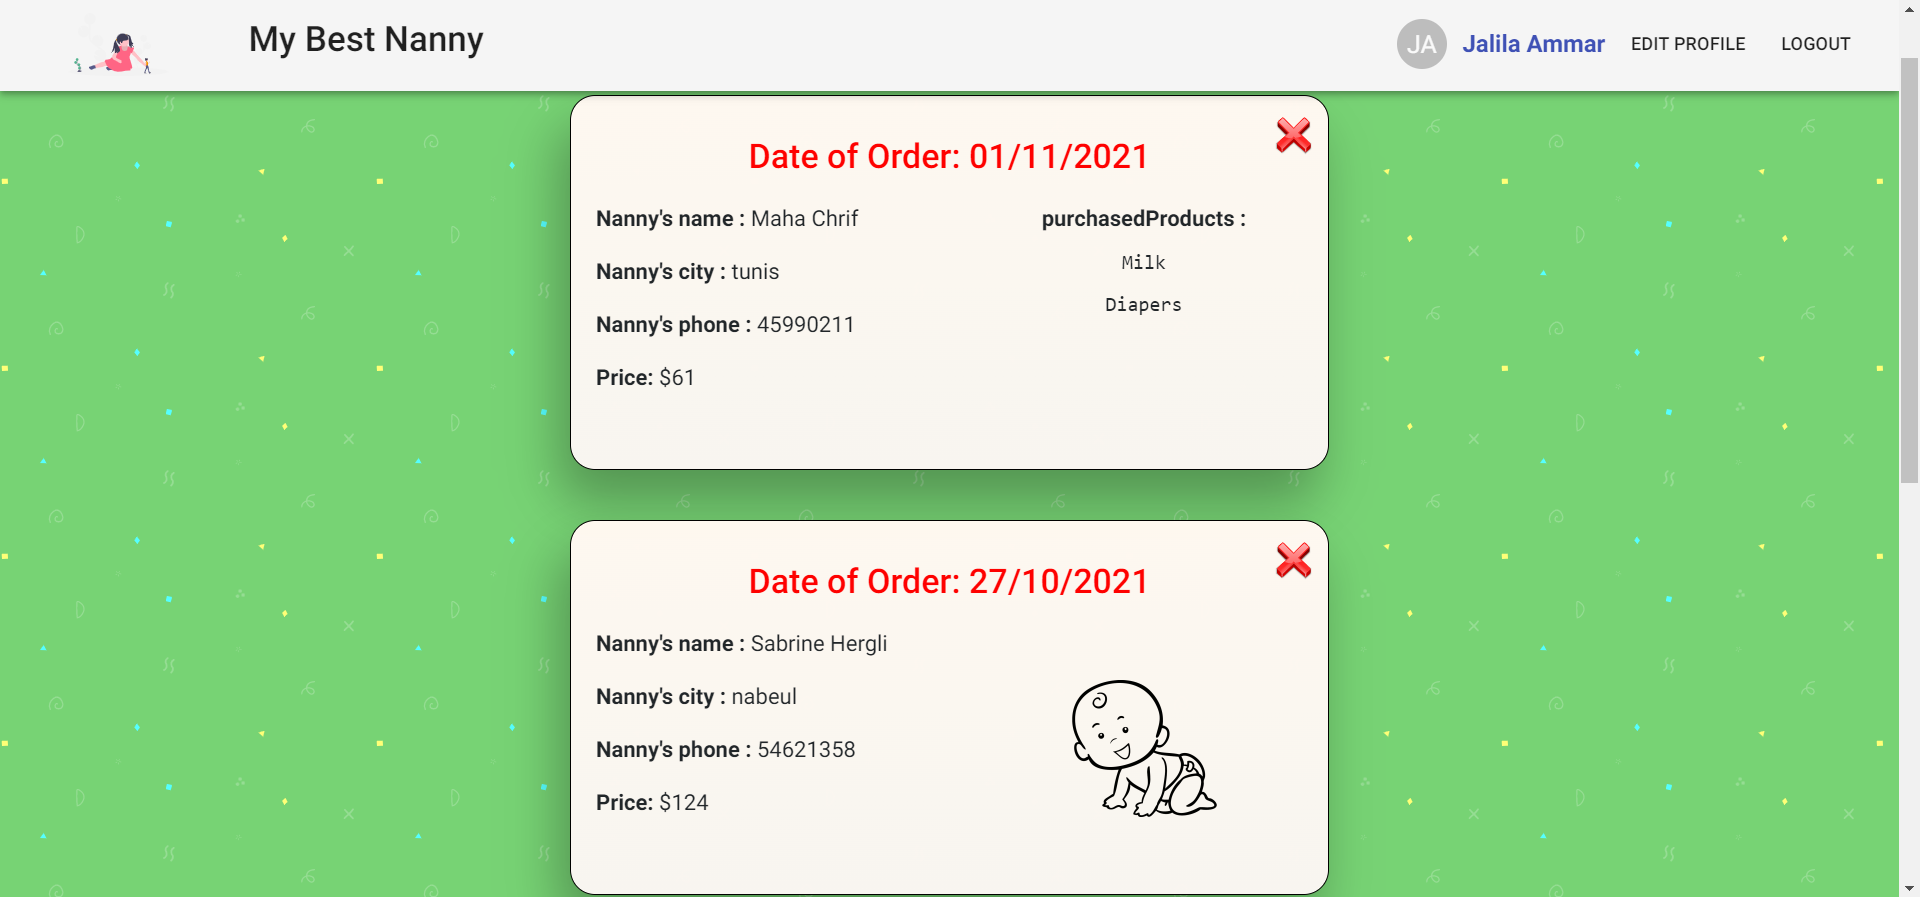 My Best Nanny
JA Jalila Ammar EDIT PROFILE LOGOUT
Date of Order: 01/11/2021
Nanny's name : Maha Chrif
Nanny's city : tunis
Nanny's phone : 45990211
Price: $61
purchasedProducts :
Milk
Diapers
Date of Order: 27/10/2021
Nanny's name : Sabrine Hergli
Nanny's city : nabeul
Nanny's phone : 54621358
Price: $124